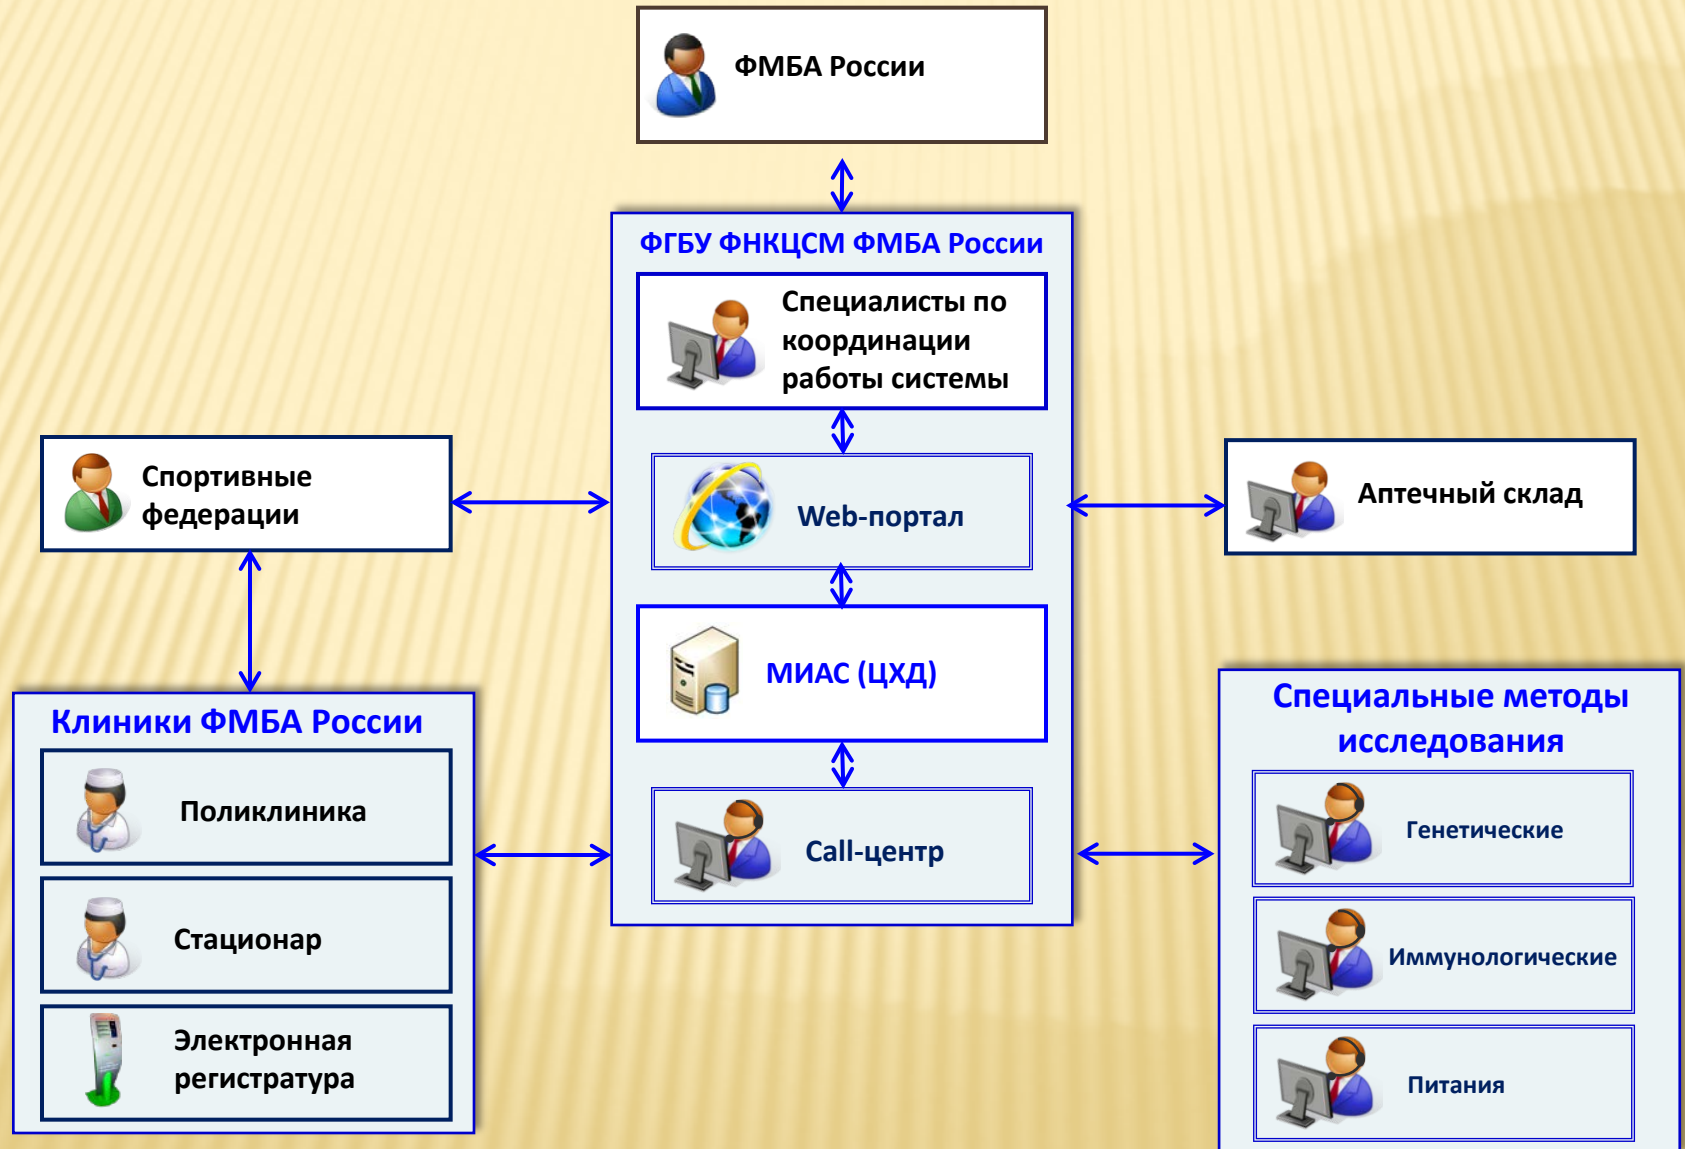 ФМБА России
ФГБУ ФНКЦСМ ФМБА России
Специалисты по
координации
работы системы
Спортивные
федерации
Web-портал
Аптечный склад
МИАС (ЦХД)
Клиники ФМБА России
Поликлиника
Стационар
Электронная
регистратура
Call-центр
Специальные методы
исследования
Генетические
Иммунологические
Питания